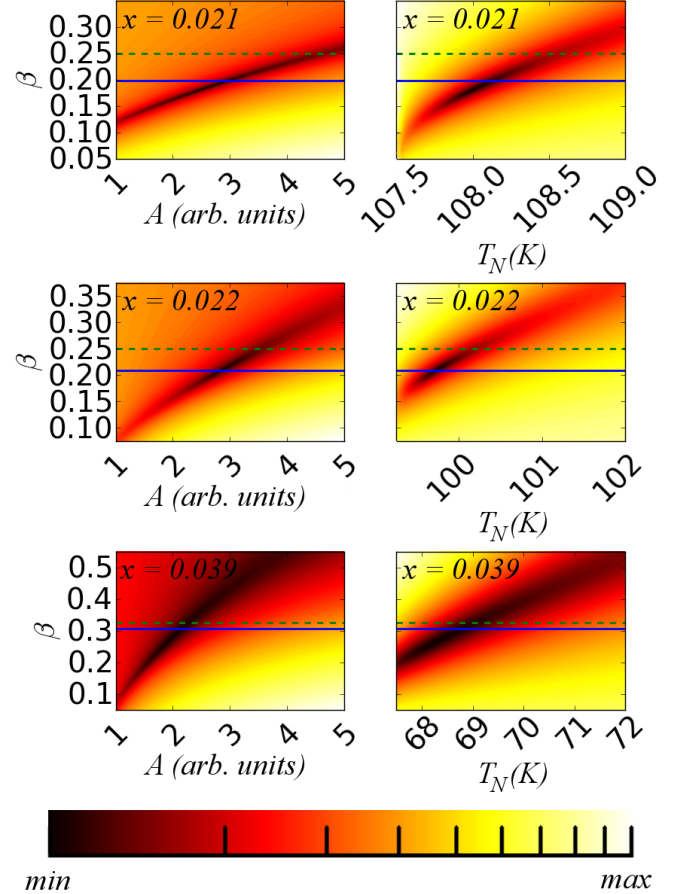 x = 0.021
x = 0.021
0.30
0.25
0.20
0.15
0.10
0.05
β
1 2 3 4 5
107.5 108.0 108.5 109.0
A (arb. units)
T_N(K)
x = 0.022
x = 0.022
0.35
0.30
0.25
0.20
0.15
0.10
β
1 2 3 4 5
100 101 102
A (arb. units)
T_N(K)
x = 0.039
x = 0.039
0.5
0.4
0.3
0.2
0.1
β
1 2 3 4 5
68 69 70 71 72
A (arb. units)
T_N(K)
min max